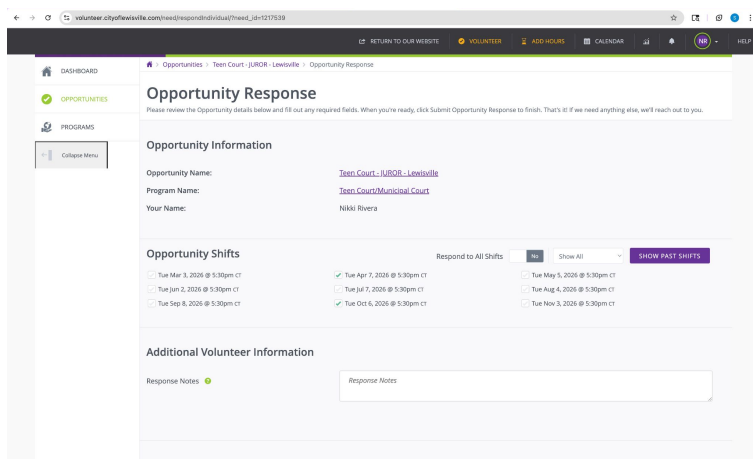 volunteer.cityoflewisville.com/need/respondIndividual/?need_id=1217539
RETURN TO OUR WEBSITE VOLUNTEER ADD HOURS CALENDAR NR HELP
DASHBOARD
OPPORTUNITIES
PROGRAMS
Collapse Menu
> Opportunities > Teen Court - JUROR - Lewisville > Opportunity Response
Opportunity Response
Please review the Opportunity details below and fill out any required fields. When you're ready, click Submit Opportunity Response to finish. That's it! If we need anything else, we'll reach out to you.
Opportunity Information
Opportunity Name: Teen Court - JUROR - Lewisville
Program Name: Teen Court/Municipal Court
Your Name: Nikki Rivera
Opportunity Shifts Respond to All Shifts No Show All SHOW PAST SHIFTS
Tue Mar 3, 2026 @ 5:30pm CT Tue Apr 7, 2026 @ 5:30pm CT Tue May 5, 2026 @ 5:30pm CT
Tue Jun 2, 2026 @ 5:30pm CT Tue Jul 7, 2026 @ 5:30pm CT Tue Aug 4, 2026 @ 5:30pm CT
Tue Sep 8, 2026 @ 5:30pm CT Tue Oct 6, 2026 @ 5:30pm CT Tue Nov 3, 2026 @ 5:30pm CT
Additional Volunteer Information
Response Notes ? Response Notes